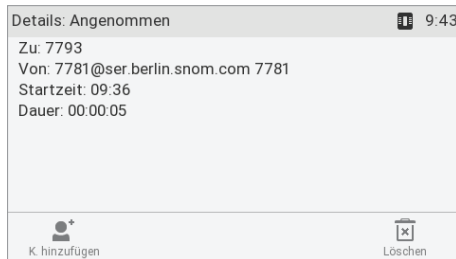 Details: Angenommen 9:43
Zu: 7793
Von: 7781@ser.berlin.snom.com 7781
Startzeit: 09:36
Dauer: 00:00:05
K. hinzufügen Löschen